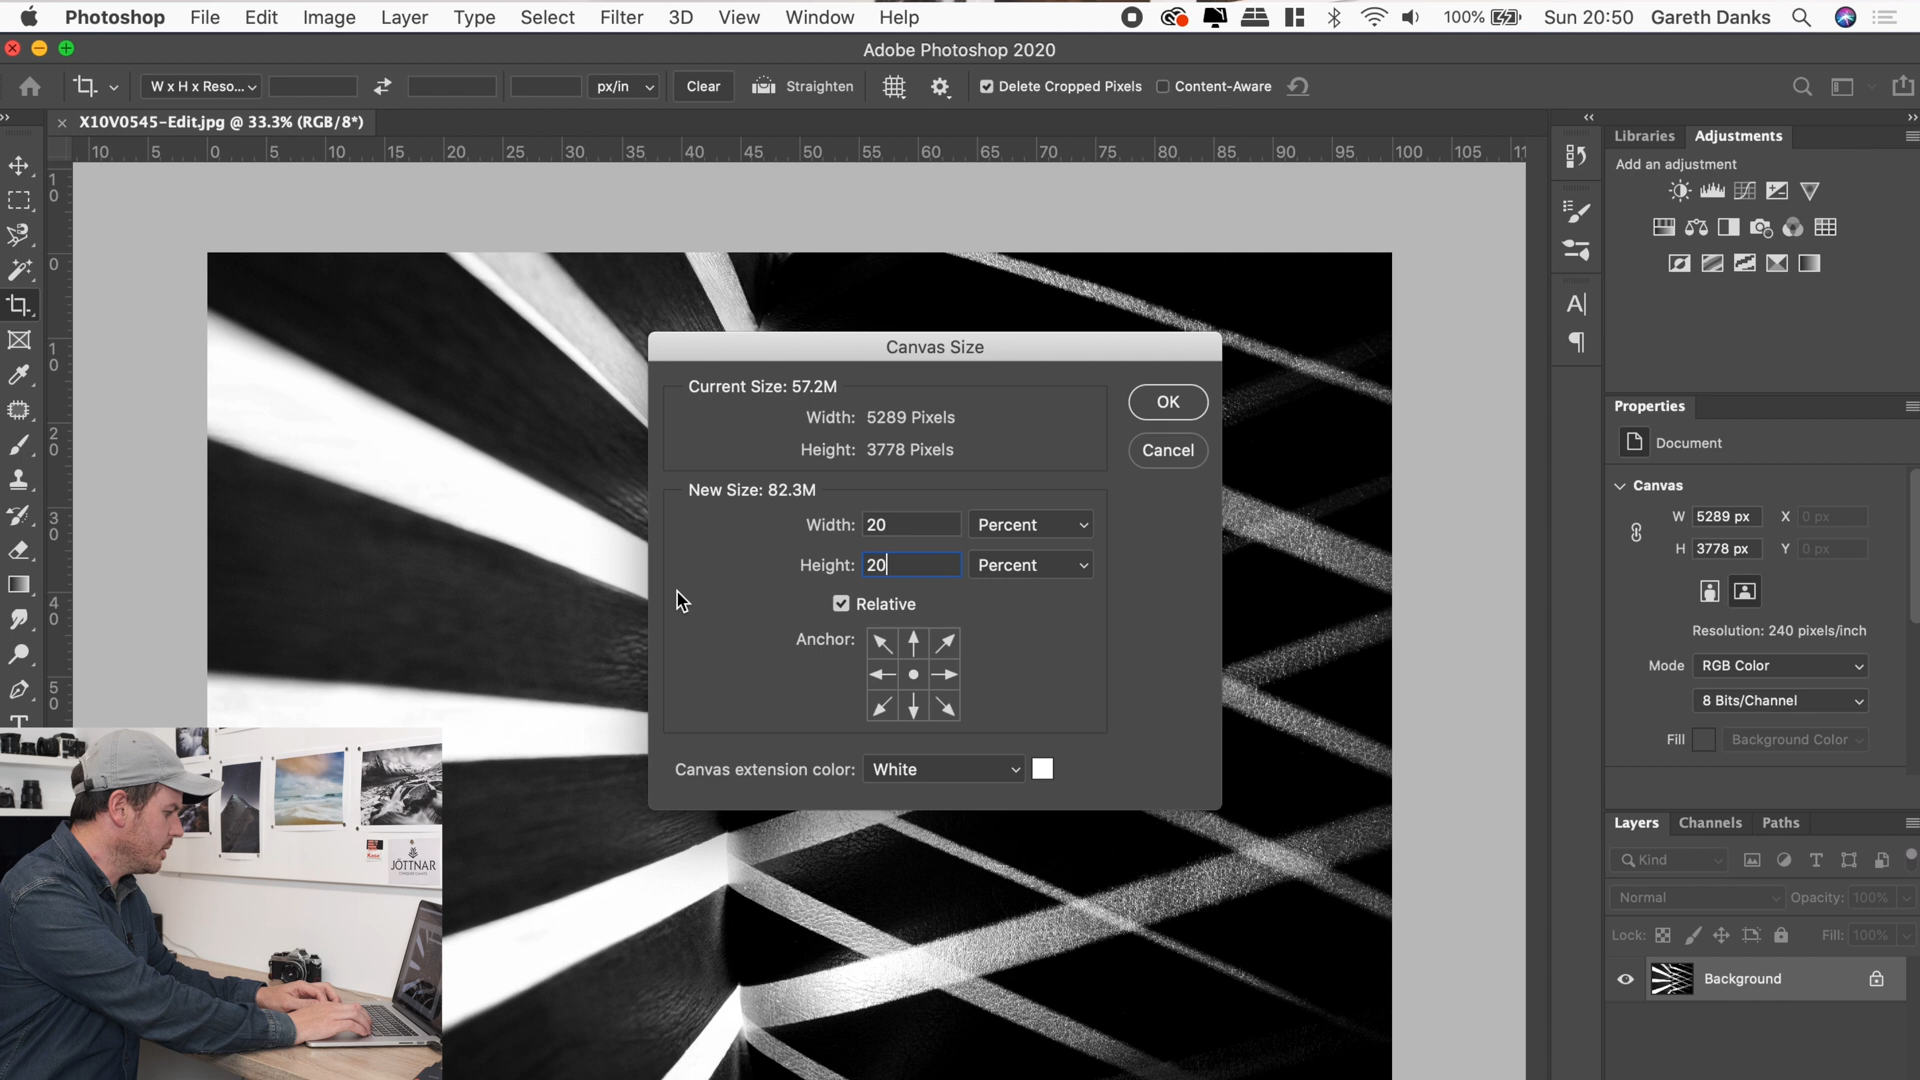 Photoshop File Edit Image Layer Type Select Filter 3D View Window Help 100% Sun 20:50 Gareth Danks
Adobe Photoshop 2020
W x H x Reso... px/in Clear Straighten Delete Cropped Pixels Content-Aware
X10V0545-Edit.jpg @ 33.3% (RGB/8*)
10 5 0 5 10 15 20 25 30 35 40 45 50 55 60 65 70 75 80 85 90 95 100 105 11
10
0
10
20
30
40
50
Libraries Adjustments
Add an adjustment
Canvas Size
Current Size: 57.2M
Width: 5289 Pixels
Height: 3778 Pixels
New Size: 82.3M
Width: 20 Percent
Height: 20 Percent
Relative
Anchor:
Canvas extension color: White
OK
Cancel
Properties
Document
Canvas
W 5289 px X 0 px
H 3778 px Y 0 px
Resolution: 240 pixels/inch
Mode RGB Color
8 Bits/Channel
Fill Background Color
Layers Channels Paths
Kind
Normal Opacity: 100%
Lock: Fill: 100%
Background
JÖTTNAR